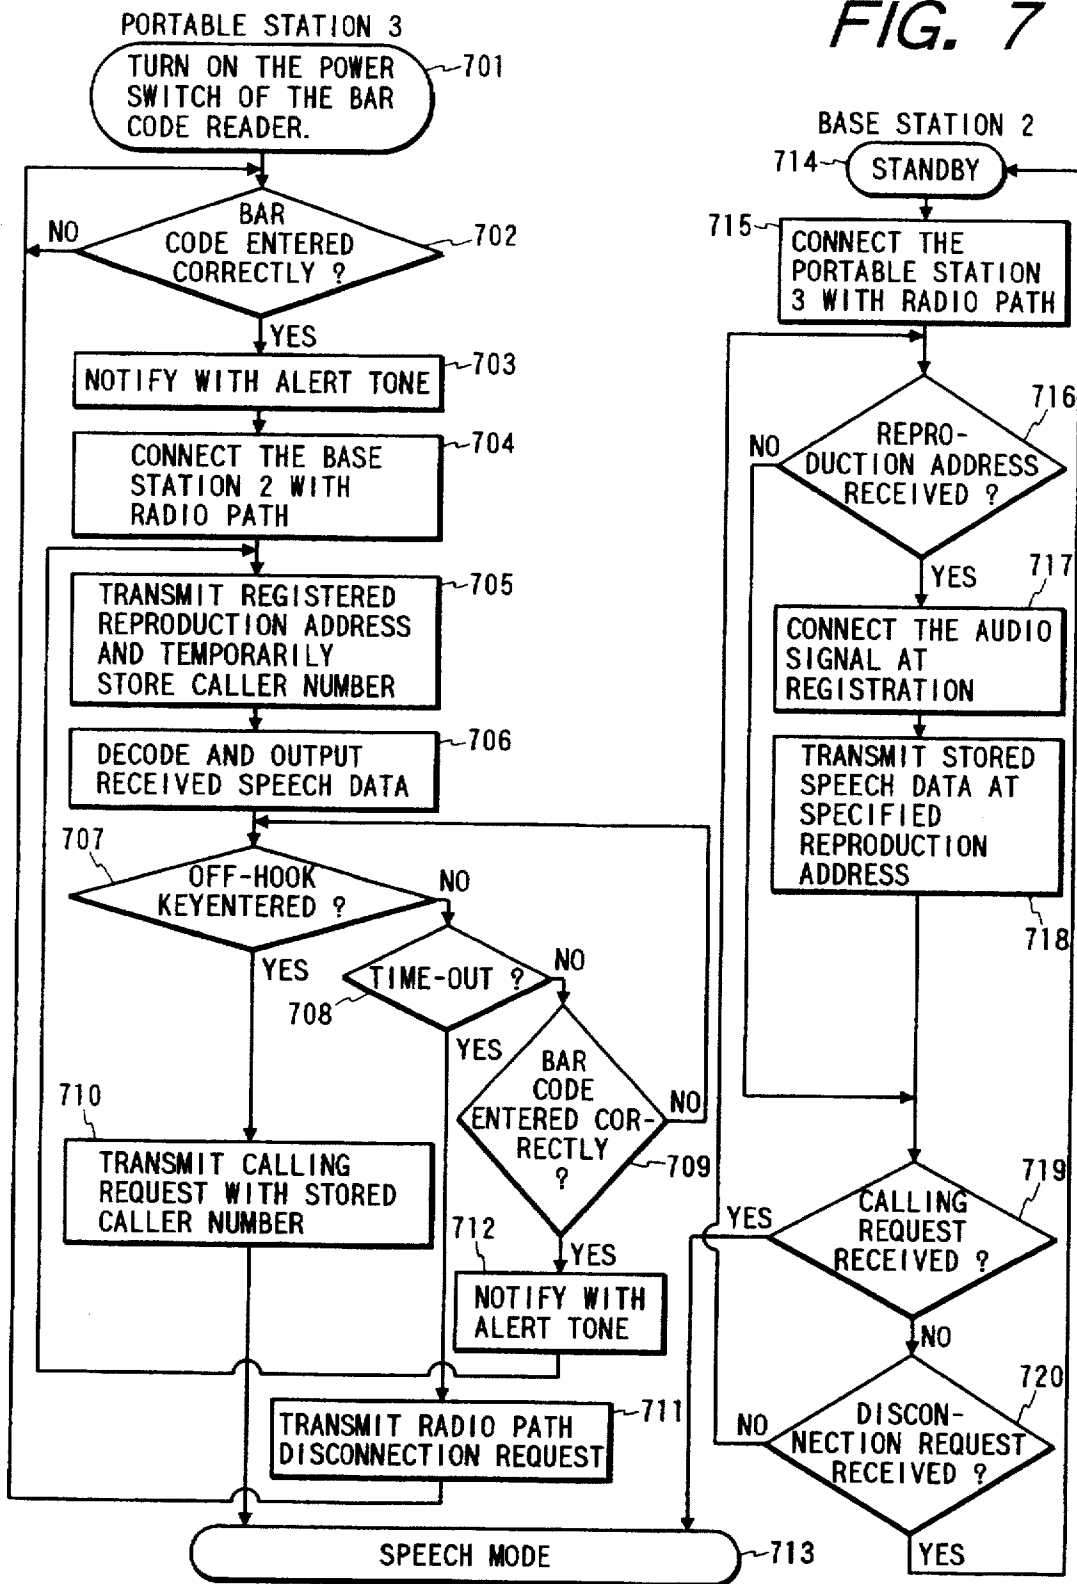 FIG. 7
PORTABLE STATION 3
TURN ON THE POWER
SWITCH OF THE BAR
CODE READER.
701
BAR
CODE ENTERED
CORRECTLY ?
702
NO
YES
NOTIFY WITH ALERT TONE
703
CONNECT THE BASE
STATION 2 WITH
RADIO PATH
704
TRANSMIT REGISTERED
REPRODUCTION ADDRESS
AND TEMPORARILY
STORE CALLER NUMBER
705
DECODE AND OUTPUT
RECEIVED SPEECH DATA
706
707
OFF-HOOK
KEYENTERED ?
NO
YES
TIME-OUT ?
708
NO
YES
BAR
CODE
ENTERED COR-
RECTLY
?
709
NO
YES
710
TRANSMIT CALLING
REQUEST WITH STORED
CALLER NUMBER
712
NOTIFY WITH
ALERT TONE
TRANSMIT RADIO PATH
DISCONNECTION REQUEST
711
SPEECH MODE
713
BASE STATION 2
714
STANDBY
715
CONNECT THE
PORTABLE STATION
3 WITH RADIO PATH
716
REPRO-
DUCTION ADDRESS
RECEIVED ?
NO
YES
717
CONNECT THE AUDIO
SIGNAL AT
REGISTRATION
TRANSMIT STORED
SPEECH DATA AT
SPECIFIED
REPRODUCTION
ADDRESS
718
719
CALLING
REQUEST
RECEIVED ?
YES
NO
720
DISCON-
NECTION REQUEST
RECEIVED ?
NO
YES